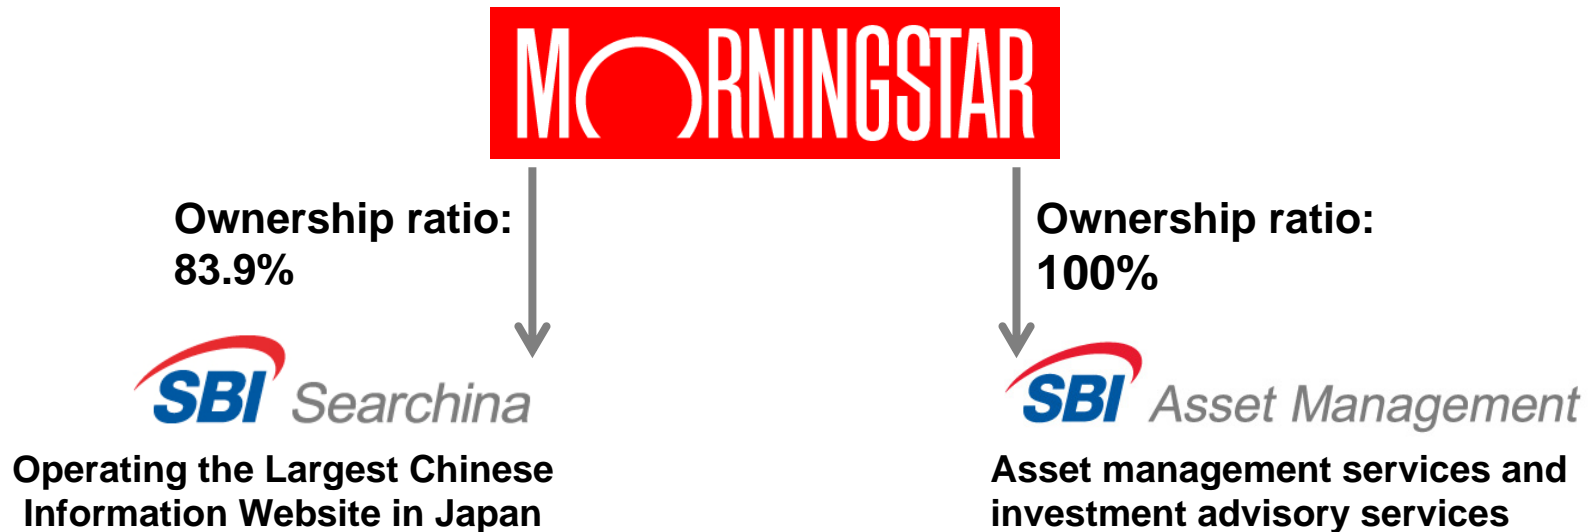 MORNINGSTAR
Ownership ratio:
83.9%
Ownership ratio:
100%
SBI Searchina
Operating the Largest Chinese
Information Website in Japan
SBI Asset Management
Asset management services and
investment advisory services